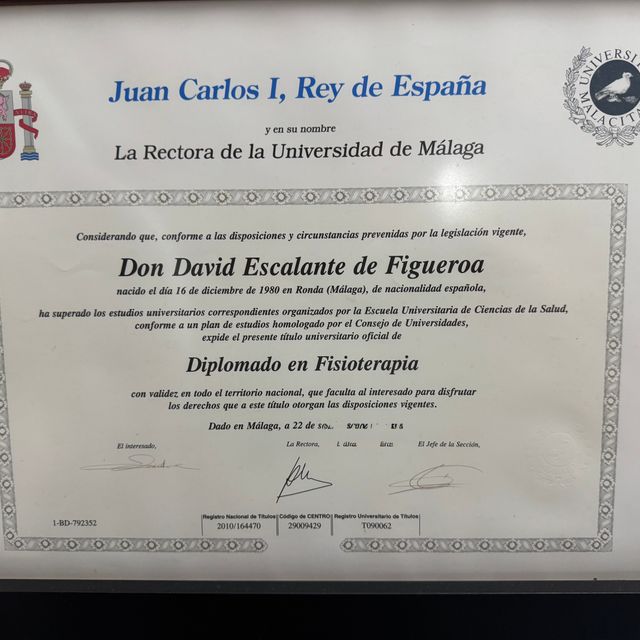 Juan Carlos I, Rey de España
y en su nombre
La Rectora de la Universidad de Málaga
Considerando que, conforme a las disposiciones y circunstancias prevenidas por la legislación vigente,
Don David Escalante de Figueroa
nacido el día 16 de diciembre de 1980 en Ronda (Málaga), de nacionalidad española,
ha superado los estudios universitarios correspondientes organizados por la Escuela Universitaria de Ciencias de la Salud,
conforme a un plan de estudios homologado por el Consejo de Universidades,
expide el presente título universitario oficial de
Diplomado en Fisioterapia
con validez en todo el territorio nacional, que faculta al interesado para disfrutar
los derechos que a este título otorgan las disposiciones vigentes.
Dado en Málaga, a 22 de
El interesado, La Rectora, El Jefe de la Sección,
1-BD-792352
Registro Nacional de Títulos Código de CENTRO Registro Universitario de Títulos
2010/164470 29009429 T090062